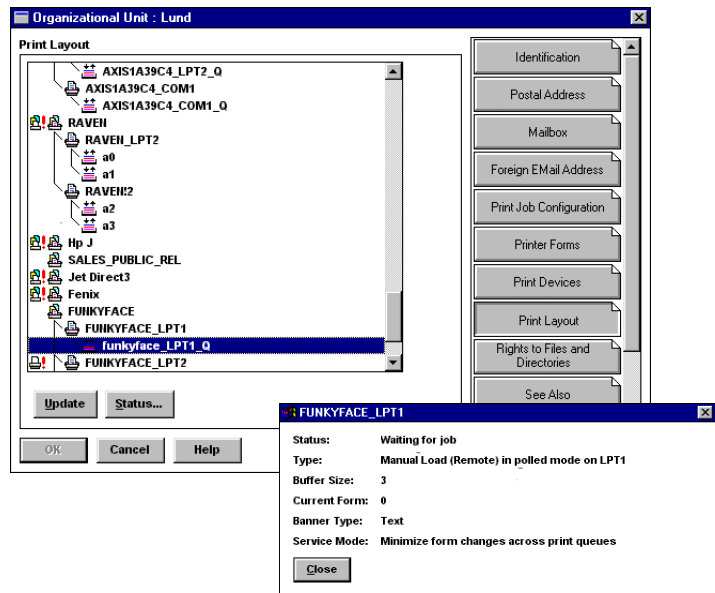 Organizational Unit : Lund
Print Layout
AXIS1A39C4_LPT2_Q
AXIS1A39C4_COM1
AXIS1A39C4_COM1_Q
RAVEN
RAVEN_LPT2
a0
a1
RAVEN!2
a2
a3
Hp J
SALES_PUBLIC_REL
Jet Direct3
Fenix
FUNKYFACE
FUNKYFACE_LPT1
funkyface_LPT1_Q
FUNKYFACE_LPT2
Update
Status...
OK
Cancel
Help
Identification
Postal Address
Mailbox
Foreign EMail Address
Print Job Configuration
Printer Forms
Print Devices
Print Layout
Rights to Files and
Directories
See Also
FUNKYFACE_LPT1
Status: Waiting for job
Type: Manual Load (Remote) in polled mode on LPT1
Buffer Size: 3
Current Form: 0
Banner Type: Text
Service Mode: Minimize form changes across print queues
Close